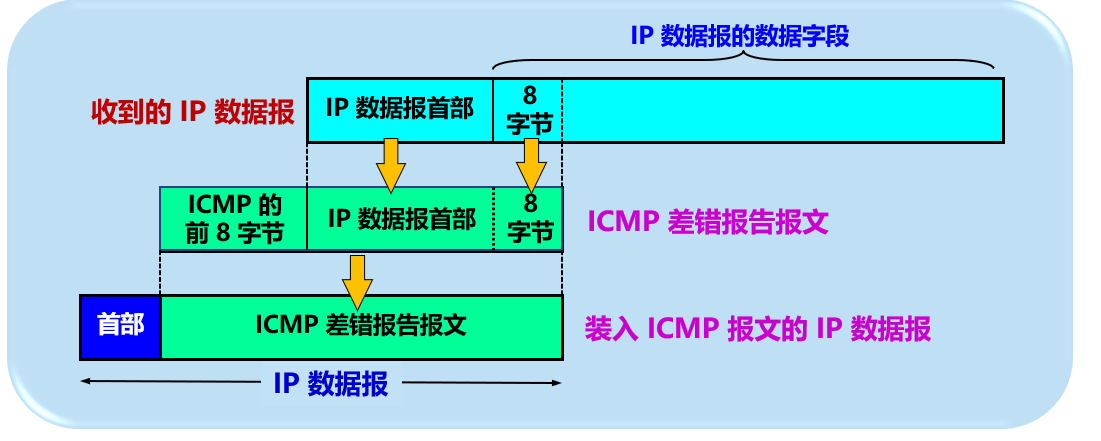 IP 数据报的数据字段
收到的 IP 数据报
IP 数据报首部
8
字节
ICMP 的
前 8 字节
IP 数据报首部
8
字节
ICMP 差错报告报文
首部
ICMP 差错报告报文
装入 ICMP 报文的 IP 数据报
IP 数据报